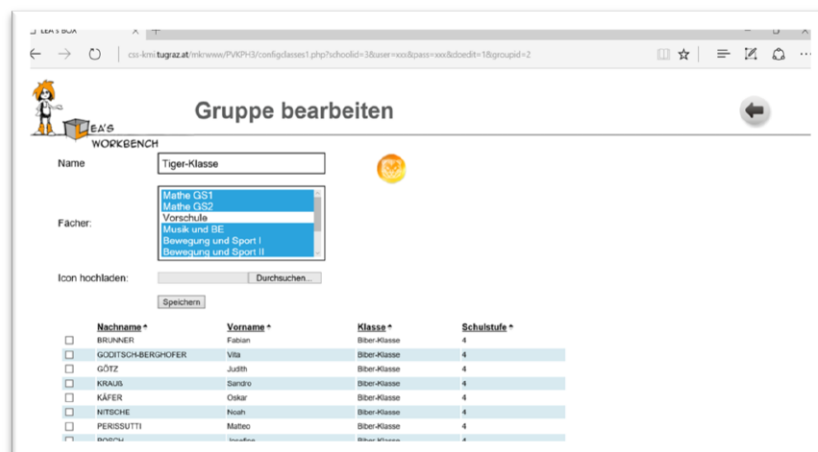 LEA'S BOX
css-kmi.tugraz.at/mkrwww/PVKPH3/configclasses1.php?schoolid=3&user=xxx&pass=xxx&doedit=1&groupid=2
Gruppe bearbeiten
LEA'S
WORKBENCH
Name Tiger-Klasse
Fächer: Mathe GS1
Mathe GS2
Vorschule
Musik und BE
Bewegung und Sport I
Bewegung und Sport II
Icon hochladen: Durchsuchen...
Speichern
Nachname Vorname Klasse Schulstufe
BRUNNER Fabian Biber-Klasse 4
GODITSCH-BERGHOFER Vita Biber-Klasse 4
GÖTZ Judith Biber-Klasse 4
KRAUß Sandro Biber-Klasse 4
KÄFER Oskar Biber-Klasse 4
NITSCHE Noah Biber-Klasse 4
PERISSUTTI Matteo Biber-Klasse 4
Biber-Klasse 4